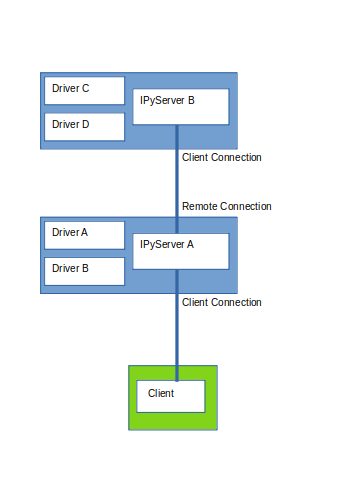 Driver C
IPyServer B
Driver D
Client Connection
Remote Connection
Driver A
IPyServer A
Driver B
Client Connection
Client